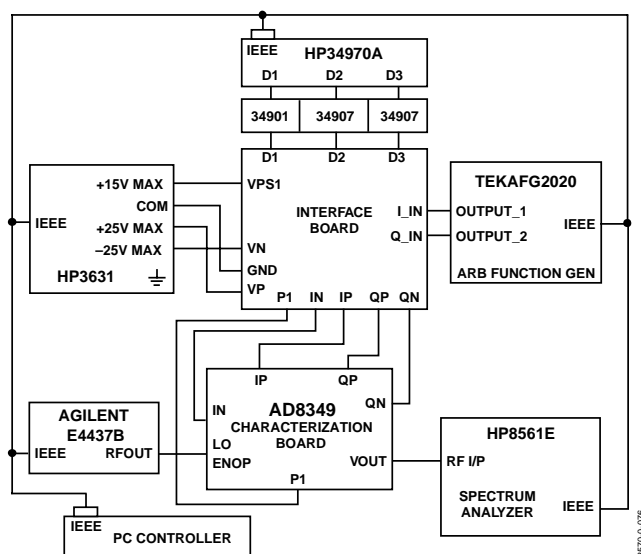 IEEE
HP34970A
D1 D2 D3
34901 34907 34907
D1 D2 D3
+15V MAX
COM
+25V MAX
–25V MAX
IEEE
HP3631
VPS1
VN
GND
VP
INTERFACE
BOARD
I_IN
Q_IN
P1 IN IP QP QN
TEKAFG2020
OUTPUT_1
OUTPUT_2
IEEE
ARB FUNCTION GEN
IP QP
IN
QN
AD8349
CHARACTERIZATION
BOARD
LO
ENOP
VOUT
P1
AGILENT
E4437B
IEEE RFOUT
HP8561E
RF I/P
SPECTRUM
ANALYZER
IEEE
IEEE
PC CONTROLLER